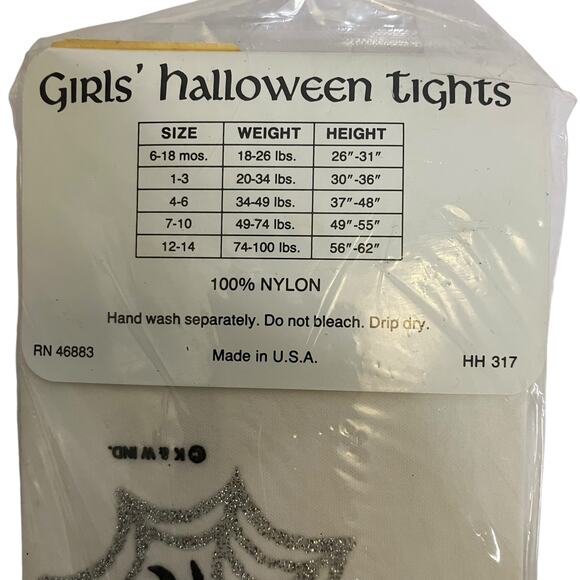 Girls' Halloween Tights
SIZE WEIGHT HEIGHT
6-18 mos. 18-26 lbs. 26"-31"
1-3 20-34 lbs. 30"-36"
4-6 34-49 lbs. 37"-48"
7-10 49-74 lbs. 49"-55"
12-14 74-100 lbs. 56"-62"
100% NYLON
Hand wash separately. Do not bleach. Drip dry.
RN 46883 Made in U.S.A. HH 317
© K & W IND.